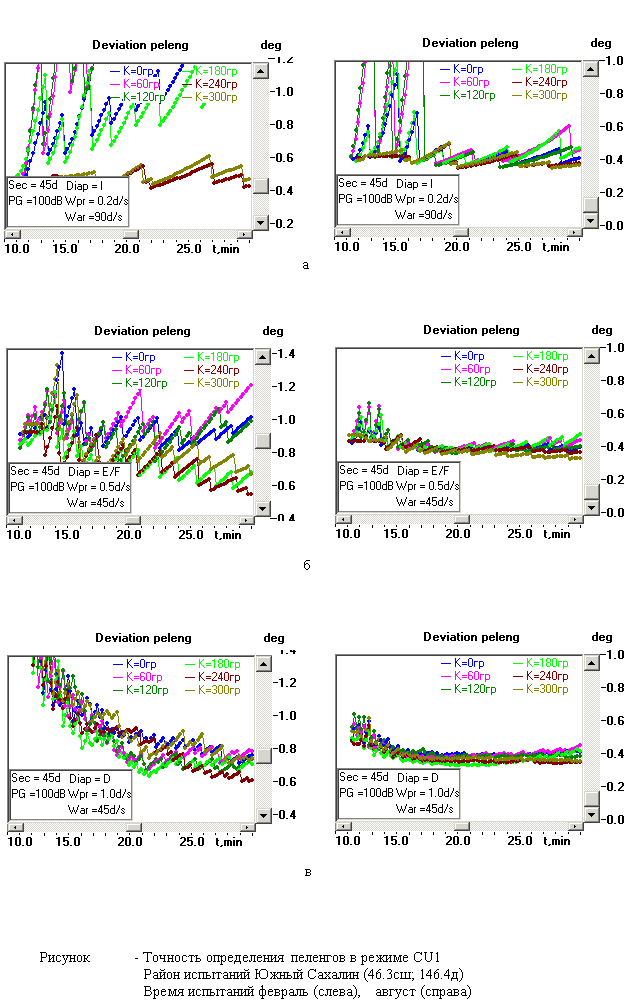 Deviation peleng deg
1.2
K=0гр K=180гр
K=60гр K=240гр
K=120гр K=300гр
1.0
0.8
0.6
0.4
0.2
Sec = 45d Diap = I
PG =100dB Wpr = 0.2d/s
War =90d/s
10.0 15.0 20.0 t,min
Deviation peleng deg
1.0
K=0гр K=180гр
K=60гр K=240гр
K=120гр K=300гр
0.8
0.6
0.4
0.2
0.0
Sec = 45d Diap = I
PG =100dB Wpr = 0.2d/s
War =90d/s
10.0 15.0 20.0 25.0 t,min
а
Deviation peleng deg
1.4
K=0гр K=180гр
K=60гр K=240гр
K=120гр K=300гр
1.2
1.0
0.8
0.6
0.4
Sec = 45d Diap = E/F
PG =100dB Wpr = 0.5d/s
War =45d/s
10.0 15.0 20.0 25.0 t,min
Deviation peleng deg
1.0
K=0гр K=180гр
K=60гр K=240гр
K=120гр K=300гр
0.8
0.6
0.4
0.2
0.0
Sec = 45d Diap = E/F
PG =100dB Wpr = 0.5d/s
War =45d/s
10.0 15.0 20.0 25.0 t,min
б
Deviation peleng deg
1.4
K=0гр K=180гр
K=60гр K=240гр
K=120гр K=300гр
1.2
1.0
0.8
0.6
0.4
Sec = 45d Diap = D
PG =100dB Wpr = 1.0d/s
War =45d/s
10.0 15.0 20.0 25.0 t,min
Deviation peleng deg
1.0
K=0гр K=180гр
K=60гр K=240гр
K=120гр K=300гр
0.8
0.6
0.4
0.2
0.0
Sec = 45d Diap = D
PG =100dB Wpr = 1.0d/s
War =45d/s
10.0 15.0 20.0 25.0 t,min
в
Рисунок - Точность определения пеленгов в режиме CU1
Район испытаний Южный Сахалин (46.3сш; 146.4д)
Время испытаний февраль (слева), август (справа)